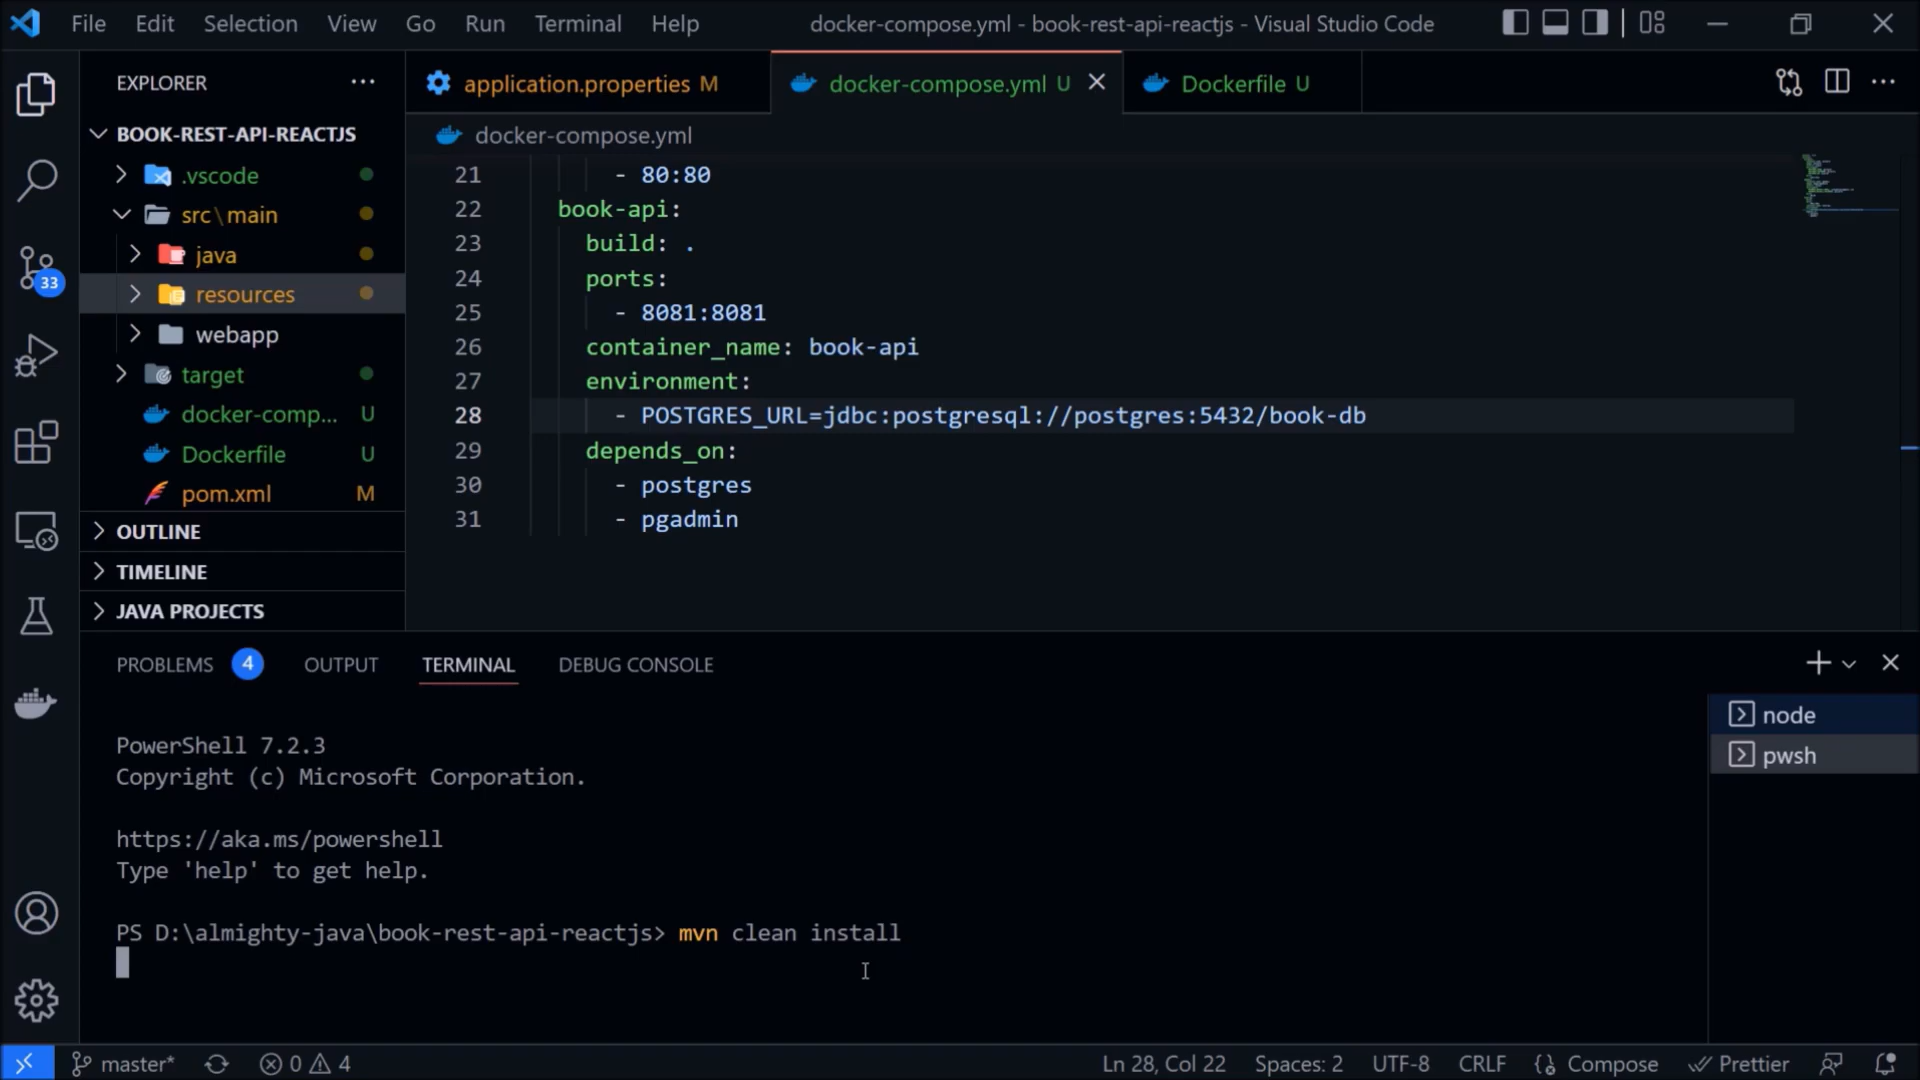 File Edit Selection View Go Run Terminal Help docker-compose.yml - book-rest-api-reactjs - Visual Studio Code
EXPLORER
application.properties M
docker-compose.yml U
Dockerfile U
BOOK-REST-API-REACTJS
.vscode
src\main
java
resources
webapp
target
docker-comp... U
Dockerfile U
pom.xml M
OUTLINE
TIMELINE
JAVA PROJECTS
33
docker-compose.yml
21 - 80:80
22 book-api:
23 build: .
24 ports:
25 - 8081:8081
26 container_name: book-api
27 environment:
28 - POSTGRES_URL=jdbc:postgresql://postgres:5432/book-db
29 depends_on:
30 - postgres
31 - pgadmin
PROBLEMS 4 OUTPUT TERMINAL DEBUG CONSOLE
PowerShell 7.2.3
Copyright (c) Microsoft Corporation.
https://aka.ms/powershell
Type 'help' to get help.
PS D:\almighty-java\book-rest-api-reactjs> mvn clean install
node
pwsh
master* 0 4 Ln 28, Col 22 Spaces: 2 UTF-8 CRLF {} Compose Prettier